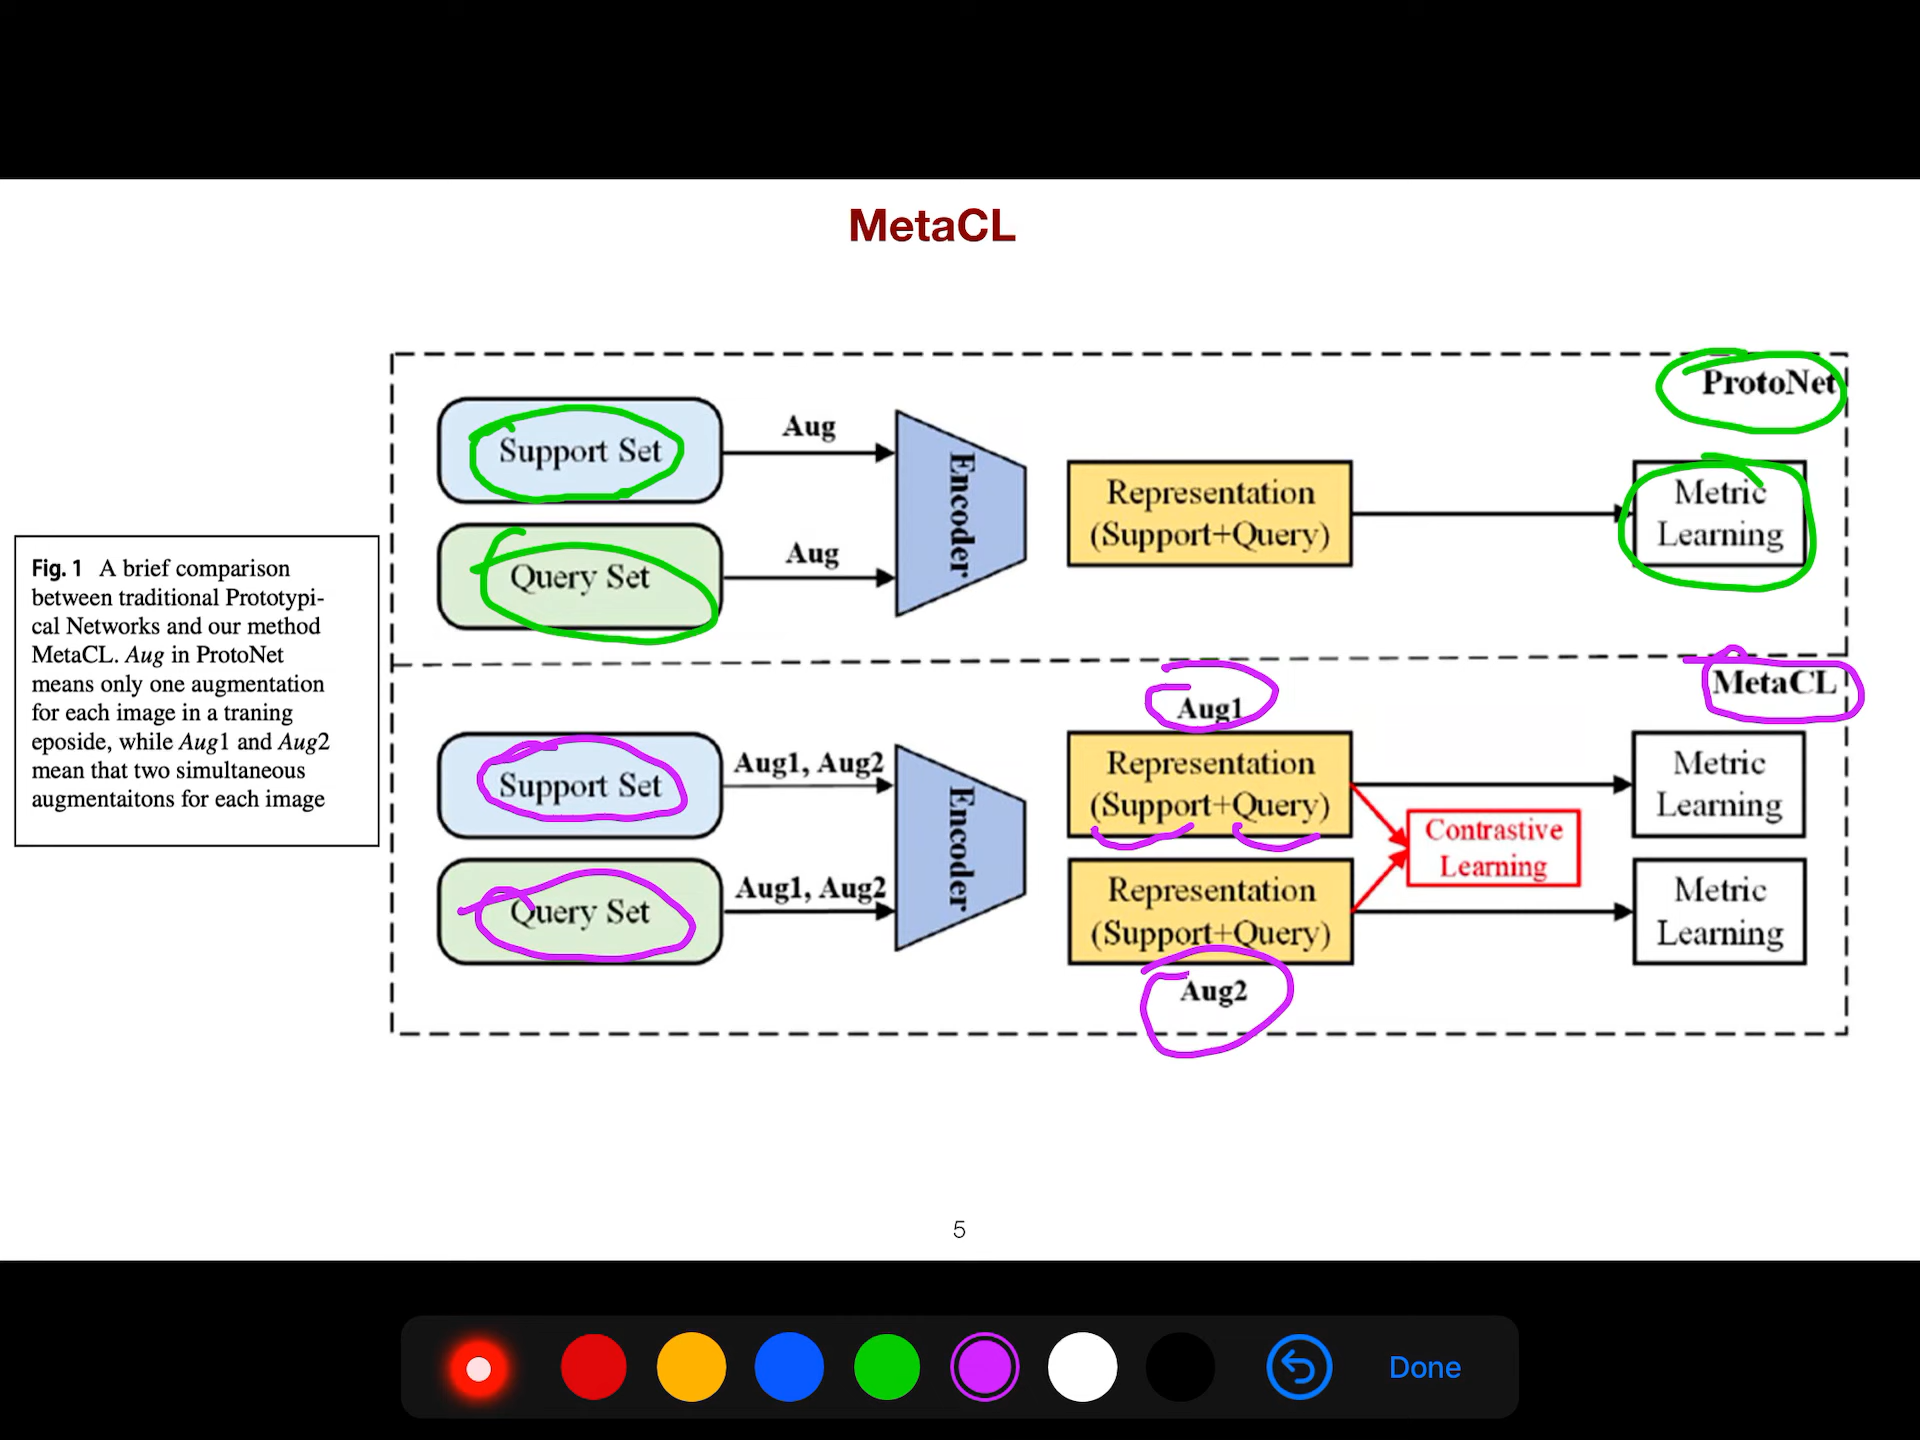 MetaCL
Fig. 1 A brief comparison
between traditional Prototypi-
cal Networks and our method
MetaCL. Aug in ProtoNet
means only one augmentation
for each image in a traning
eposide, while Aug1 and Aug2
mean that two simultaneous
augmentaitons for each image
ProtoNet
Support Set
Aug
Query Set
Aug
Encoder
Representation
(Support+Query)
Metric
Learning
MetaCL
Support Set
Aug1, Aug2
Query Set
Aug1, Aug2
Encoder
Aug1
Representation
(Support+Query)
Representation
(Support+Query)
Aug2
Contrastive
Learning
Metric
Learning
Metric
Learning
5
Done